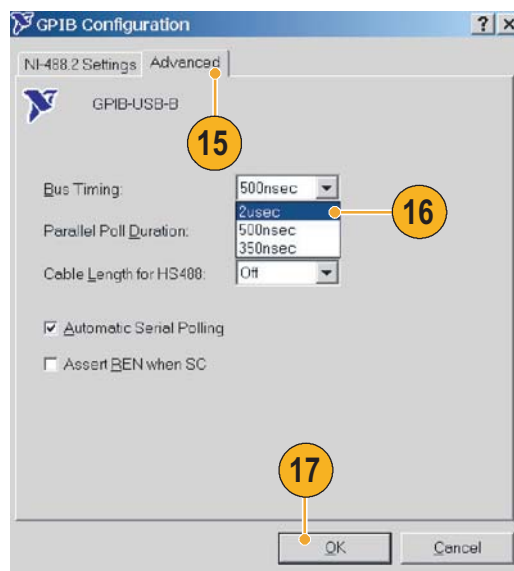 GPIB Configuration
? ×
NI-488.2 Settings Advanced
GPIB-USB-B
15
Bus Timing: 500nsec
2usec
16
Parallel Poll Duration: 500nsec
350nsec
Cable Length for HS488: Off
Automatic Serial Polling
Assert REN when SC
17
OK Cancel